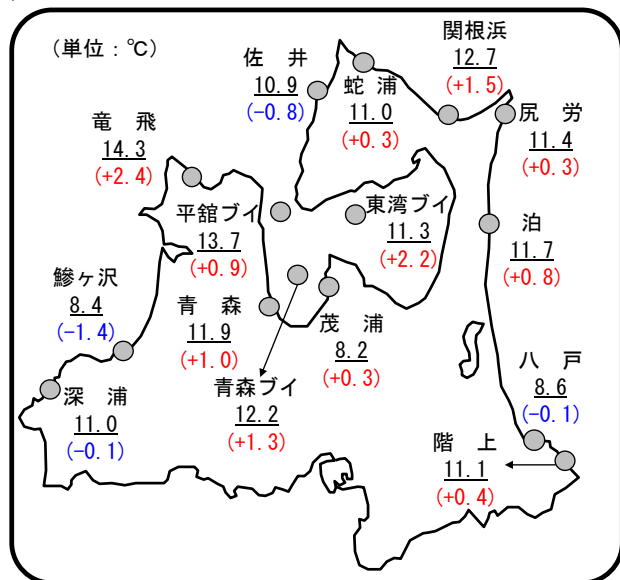 (単位：℃)
関根浜
12.7
(+1.5)
佐 井
10.9
(-0.8)
蛇 浦
11.0
(+0.3)
尻 労
11.4
(+0.3)
竜 飛
14.3
(+2.4)
平舘ブイ
13.7
(+0.9)
東湾ブイ
11.3
(+2.2)
泊
11.7
(+0.8)
鰺ヶ沢
8.4
(-1.4)
青 森
11.9
(+1.0)
茂 浦
8.2
(+0.3)
八 戸
8.6
(-0.1)
深 浦
11.0
(-0.1)
青森ブイ
12.2
(+1.3)
階 上
11.1
(+0.4)